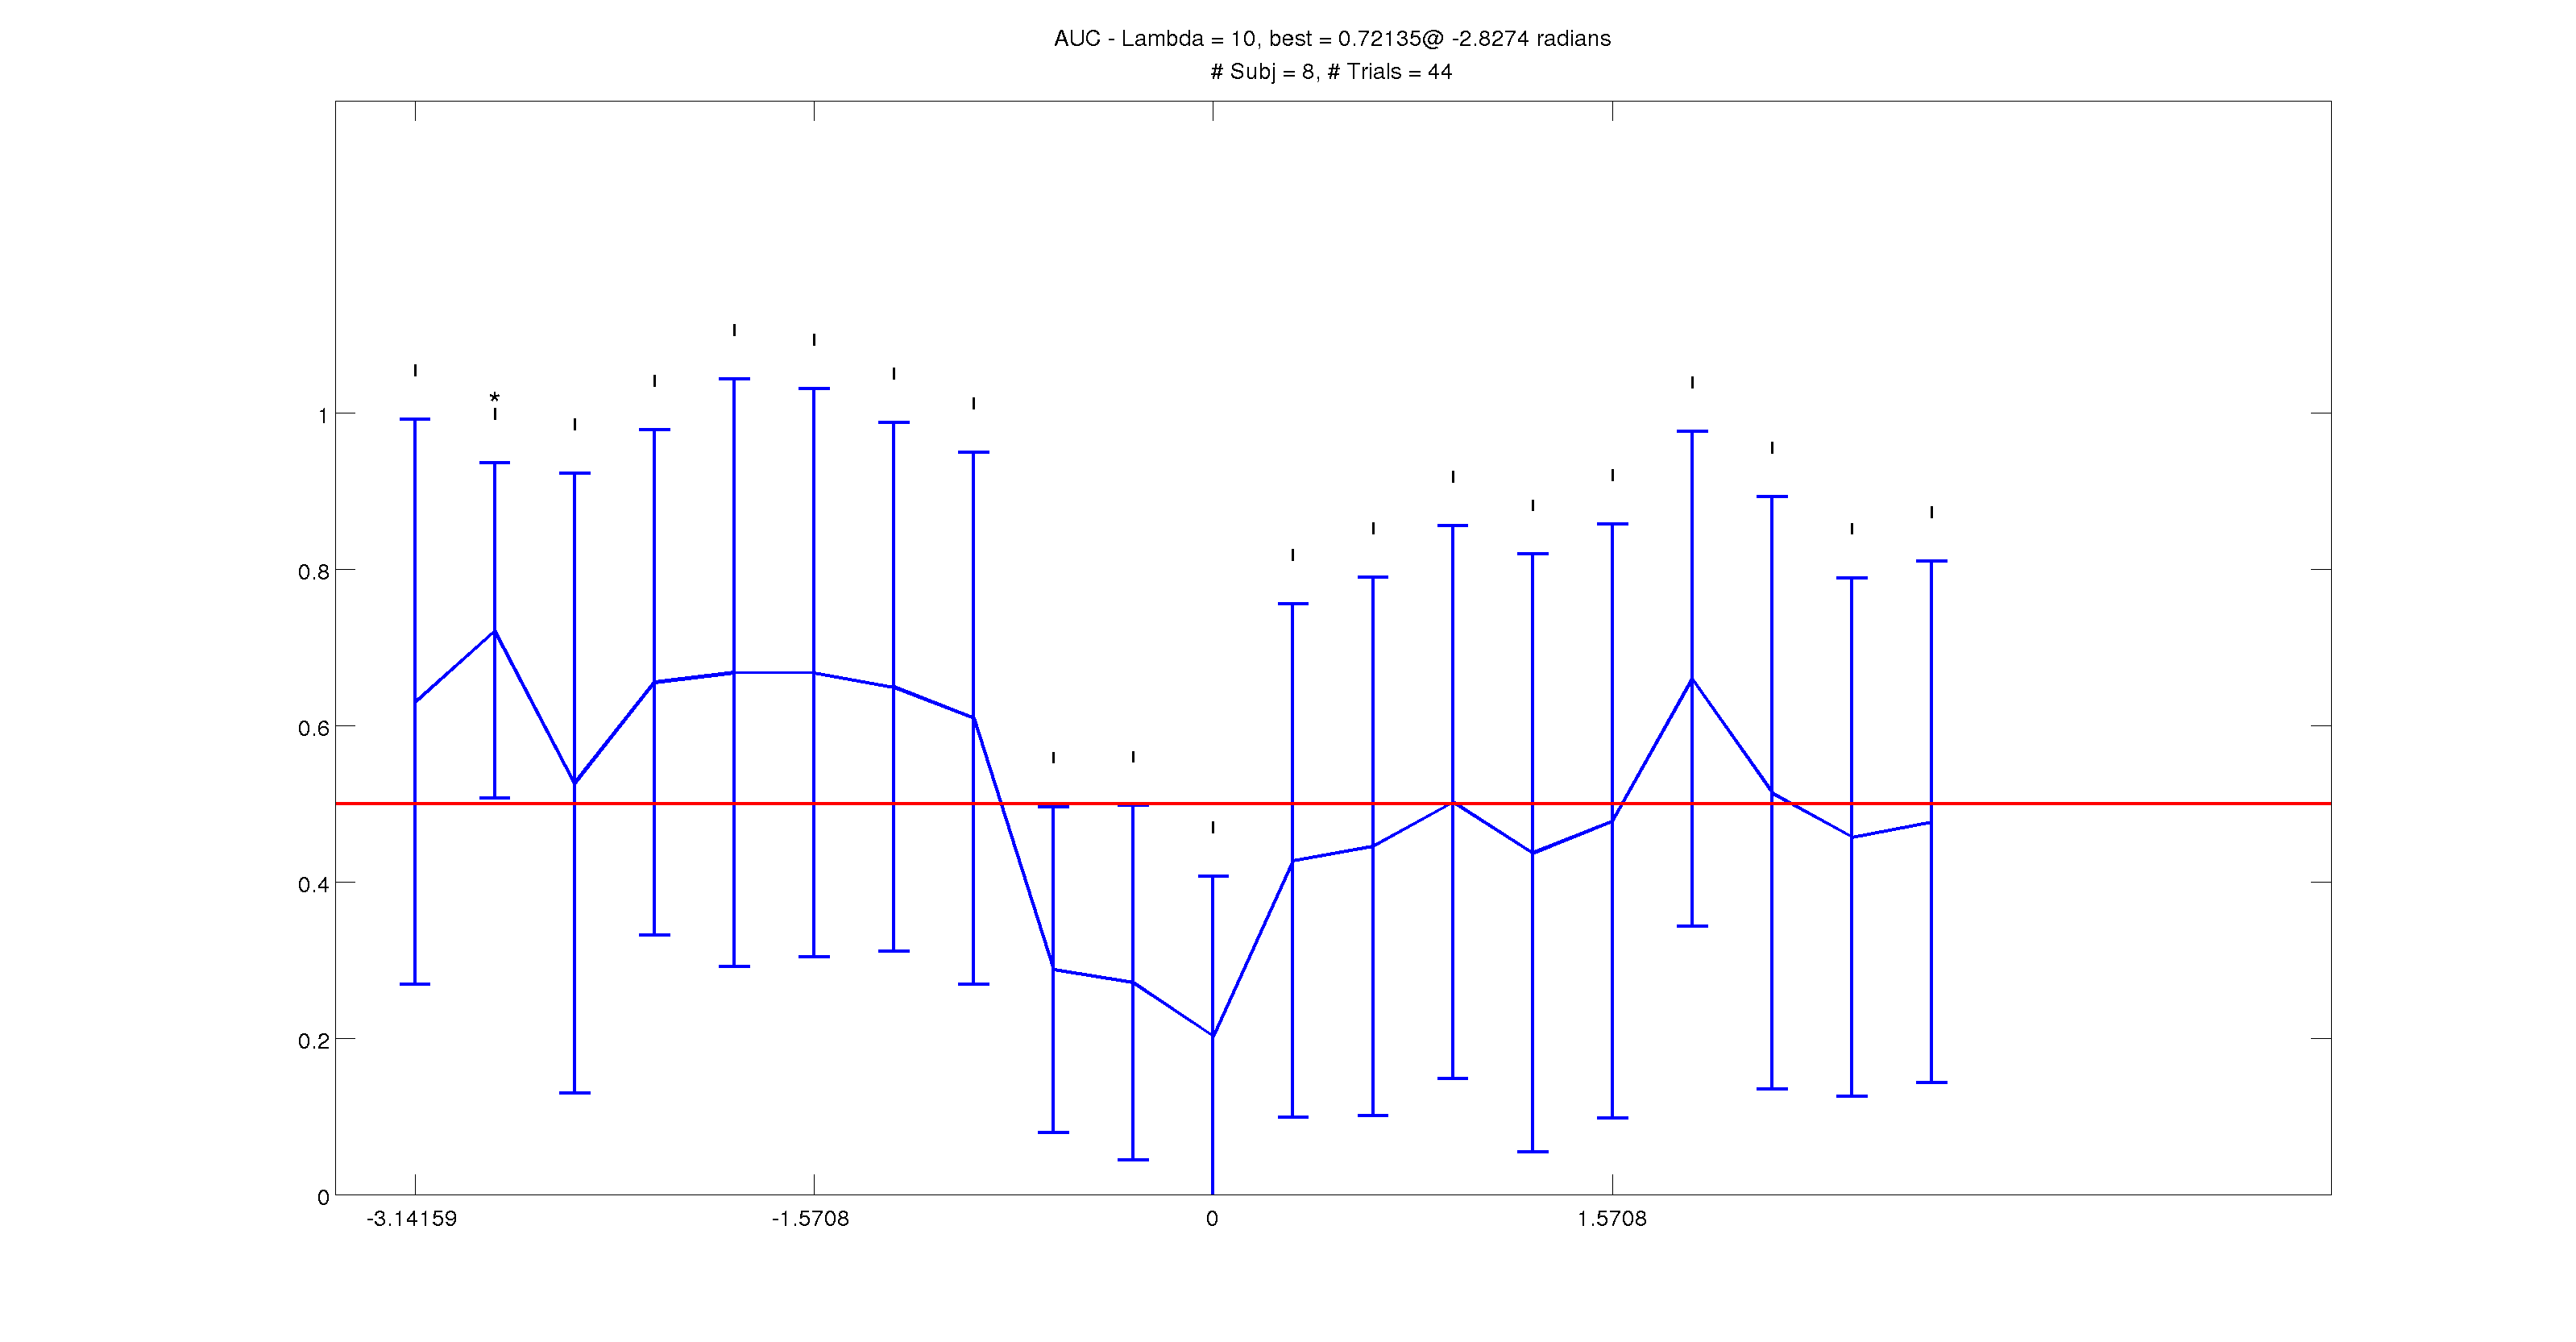 AUC - Lambda = 10, best = 0.72135@ -2.8274 radians
# Subj = 8, # Trials = 44
*
1
0.8
0.6
0.4
0.2
0
-3.14159 -1.5708 0 1.5708